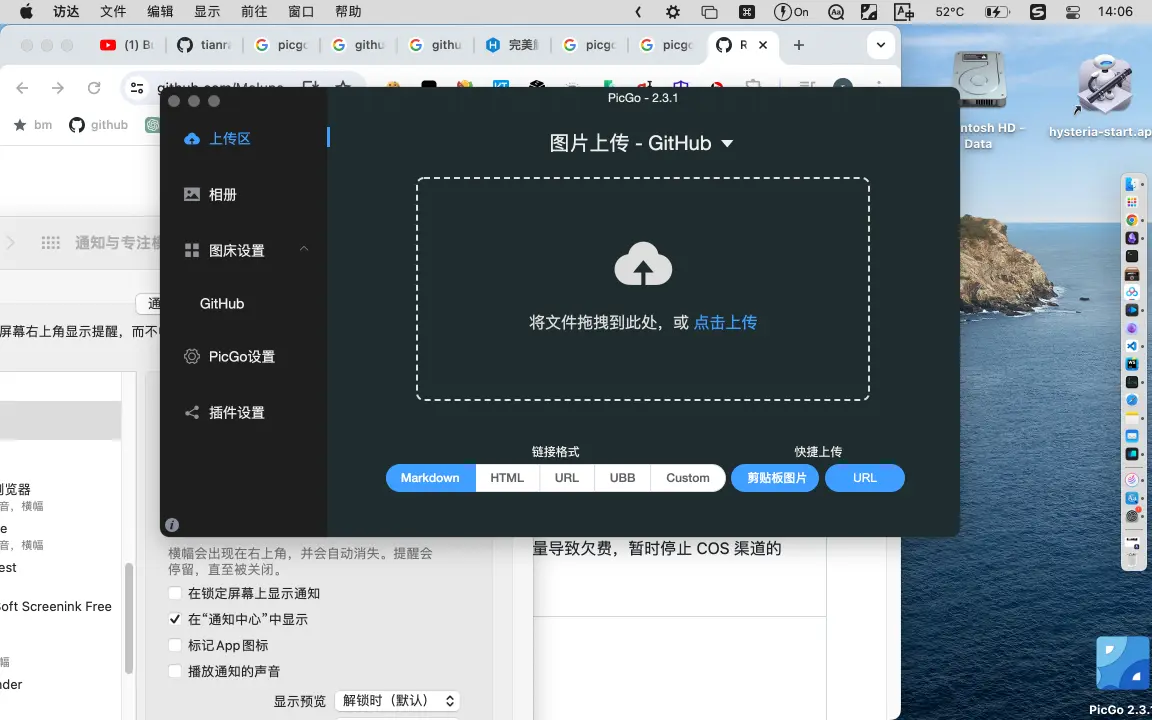 访达 文件 编辑 显示 前往 窗口 帮助 On 52°C 14:06
(1) B tianr picg githu githu 完美 picg picg R
bm github
PicGo - 2.3.1
上传区
相册
图床设置
GitHub
PicGo设置
插件设置
图片上传 - GitHub
将文件拖拽到此处，或 点击上传
链接格式 快捷上传
Markdown HTML URL UBB Custom 剪贴板图片 URL
通知与专注模
通
屏幕右上角显示提醒，而不
浏览器
音，横幅
e
音，横幅
est
oft Screenink Free
幅
nder
横幅会出现在右上角，并会自动消失。提醒会
停留，直至被关闭。
在锁定屏幕上显示通知
在“通知中心”中显示
标记App图标
播放通知的声音
显示预览 解锁时（默认）
量导致欠费，暂时停止 COS 渠道的
ntosh HD –
Data
hysteria-start.ap
PicGo 2.3.1